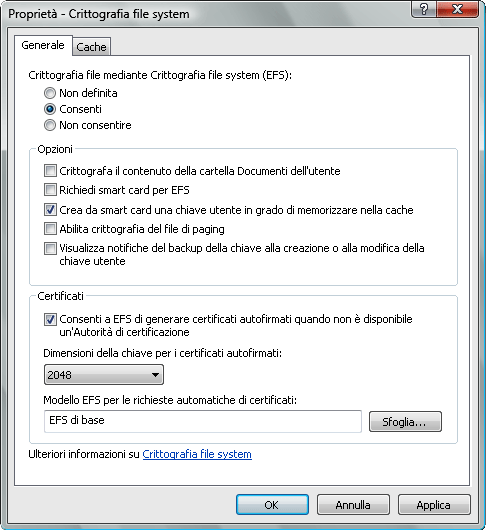 Proprietà - Crittografia file system
Generale
Cache
Crittografia file mediante Crittografia file system (EFS):
Non definita
Consenti
Non consentire
Opzioni
Crittografa il contenuto della cartella Documenti dell'utente
Richiedi smart card per EFS
Crea da smart card una chiave utente in grado di memorizzare nella cache
Abilita crittografia del file di paging
Visualizza notifiche del backup della chiave alla creazione o alla modifica della
chiave utente
Certificati
Consenti a EFS di generare certificati autofirmati quando non è disponibile
un'Autorità di certificazione
Dimensioni della chiave per i certificati autofirmati:
2048
Modello EFS per le richieste automatiche di certificati:
EFS di base
Sfoglia...
Ulteriori informazioni su Crittografia file system
OK
Annulla
Applica